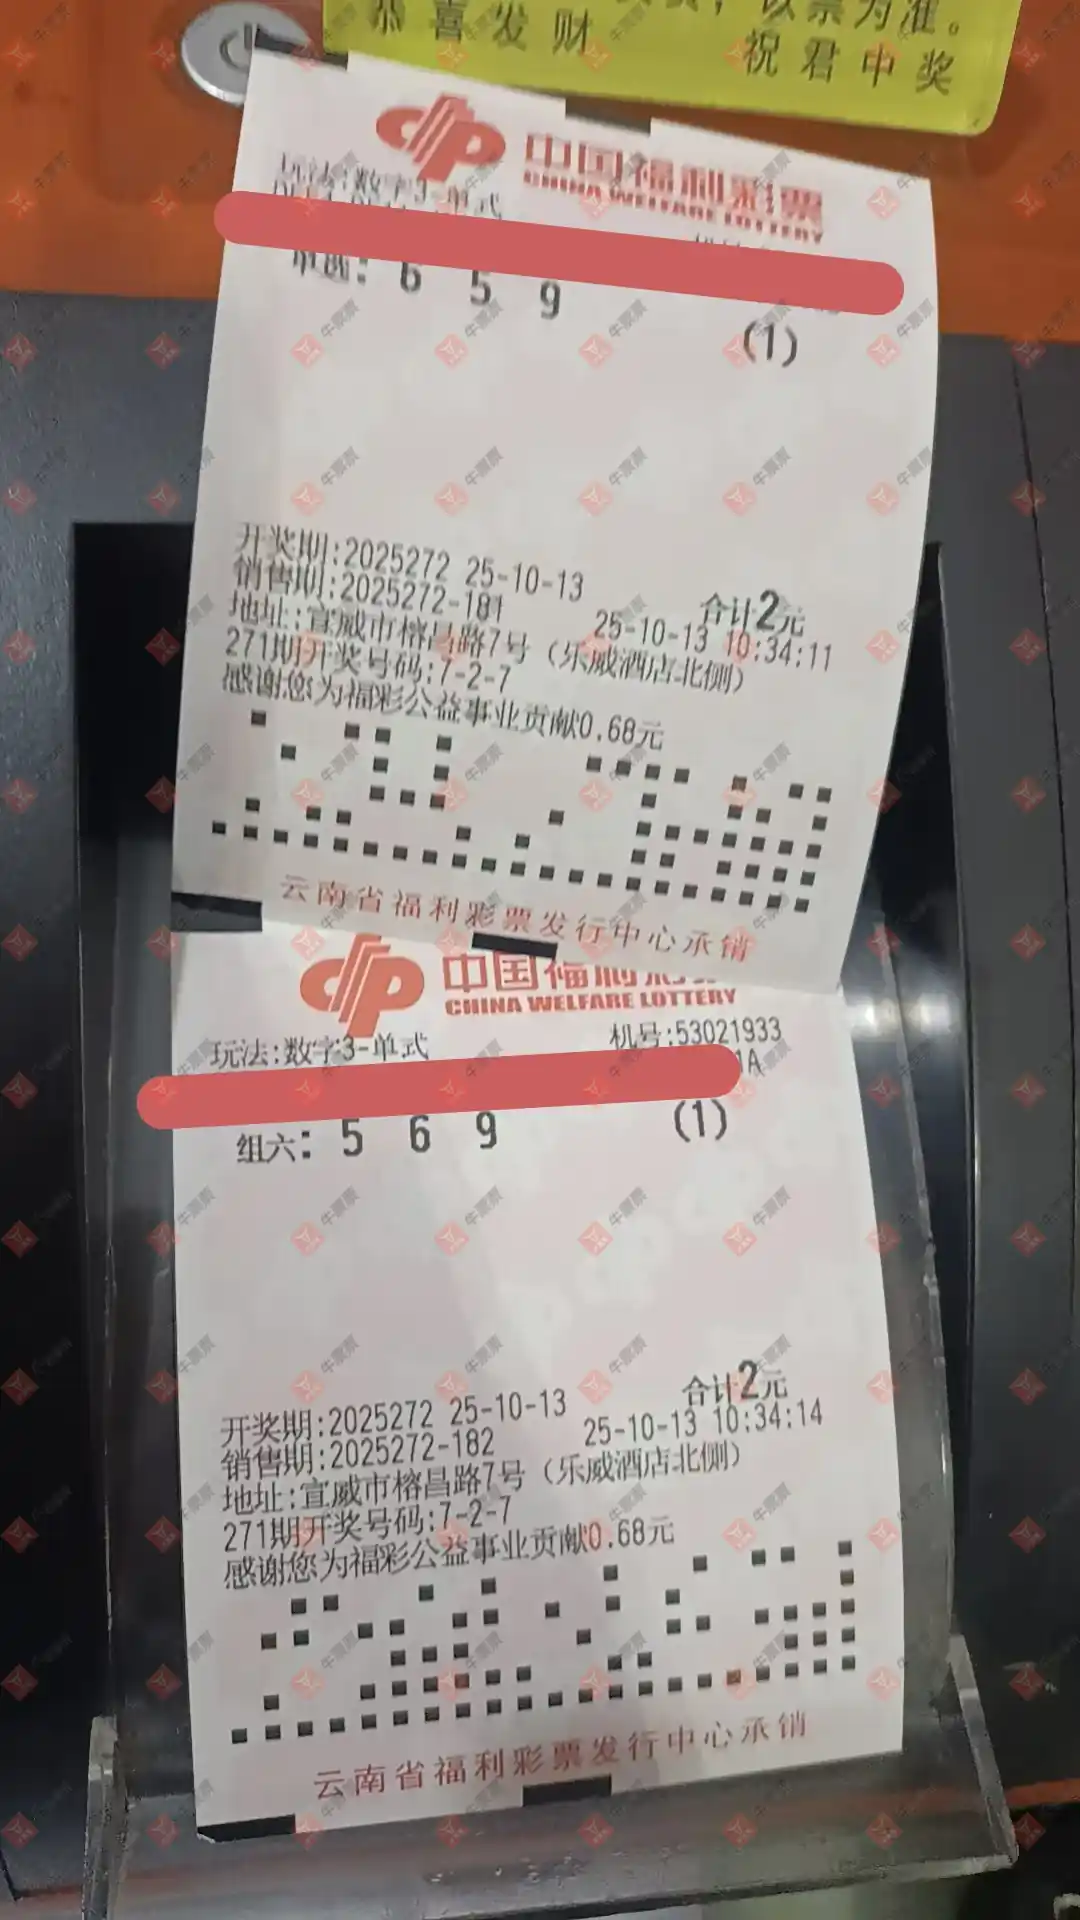 以票为准。
恭喜发财 祝君中奖
中国福利彩票
CHINA WELFARE LOTTERY
玩法:数字3-单式
单选: 6 5 9 (1)
开奖期:2025272 25-10-13 合计2元
销售期:2025272-181 25-10-13 10:34:11
地址:宣威市榕昌路7号（乐威酒店北侧）
271期开奖号码:7-2-7
感谢您为福彩公益事业贡献0.68元
云南省福利彩票发行中心承销
中国福利彩票
CHINA WELFARE LOTTERY
玩法:数字3-单式 机号:53021933
1A
组六: 5 6 9 (1)
开奖期:2025272 25-10-13 合计2元
销售期:2025272-182 25-10-13 10:34:14
地址:宣威市榕昌路7号（乐威酒店北侧）
271期开奖号码:7-2-7
感谢您为福彩公益事业贡献0.68元
云南省福利彩票发行中心承销
牛票票